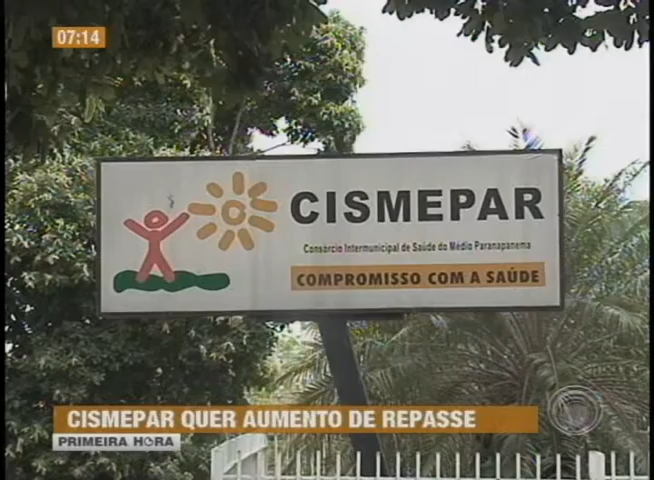 07:14
CISMEPAR
Consórcio Intermunicipal de Saúde do Médio Paranapanema
COMPROMISSO COM A SAÚDE
CISMEPAR QUER AUMENTO DE REPASSE
PRIMEIRA HORA